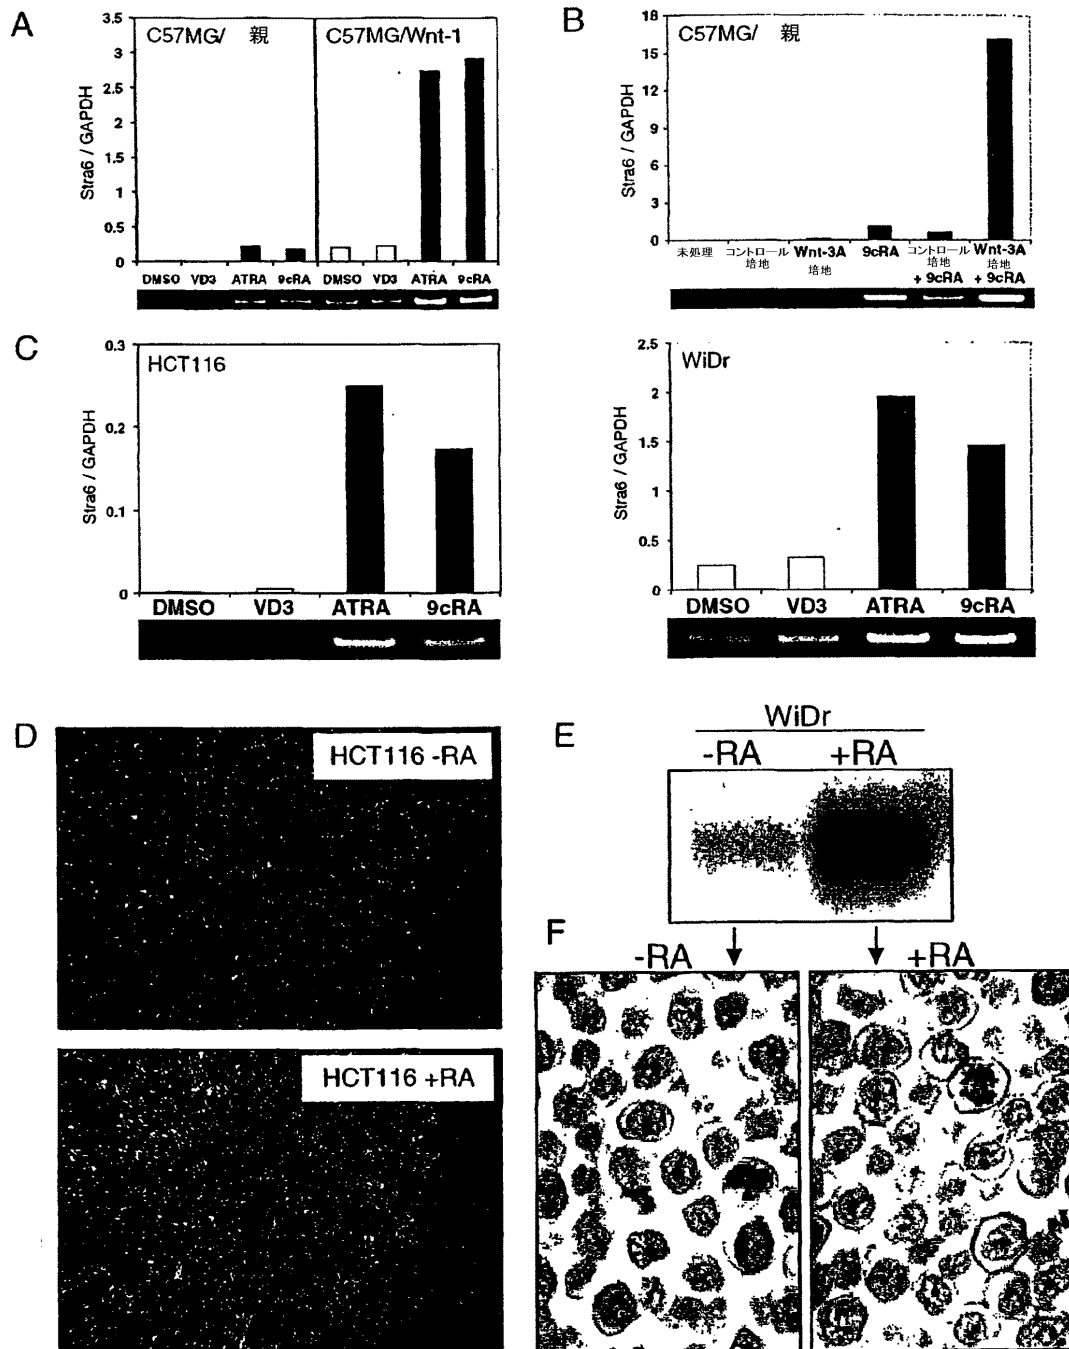 A
3.5
3
2.5
2
1.5
1
0.5
0
Stra6 / GAPDH
C57MG/ 親
C57MG/Wnt-1
DMSO VD3 ATRA 9cRA DMSO VD3 ATRA 9cRA
B
18
15
12
9
6
3
0
Stra6 / GAPDH
C57MG/ 親
未処理 コントロール Wnt-3A 9cRA コントロール Wnt-3A
培地 培地 培地 培地
+ 9cRA + 9cRA
C
0.3
0.2
0.1
0
Stra6 / GAPDH
HCT116
DMSO VD3 ATRA 9cRA
2.5
2
1.5
1
0.5
0
Stra6 / GAPDH
WiDr
DMSO VD3 ATRA 9cRA
D
HCT116 -RA
HCT116 +RA
E
WiDr
-RA +RA
F
-RA +RA